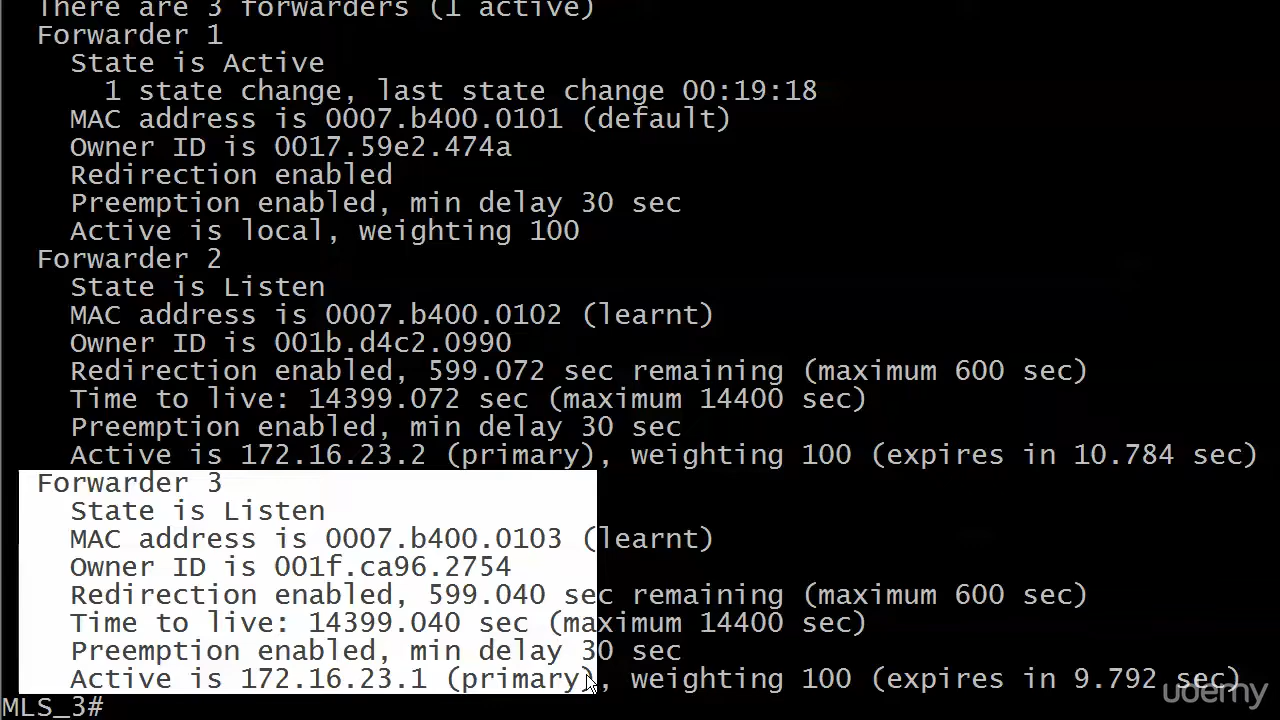 There are 3 forwarders (1 active)
Forwarder 1
State is Active
1 state change, last state change 00:19:18
MAC address is 0007.b400.0101 (default)
Owner ID is 0017.59e2.474a
Redirection enabled
Preemption enabled, min delay 30 sec
Active is local, weighting 100
Forwarder 2
State is Listen
MAC address is 0007.b400.0102 (learnt)
Owner ID is 001b.d4c2.0990
Redirection enabled, 599.072 sec remaining (maximum 600 sec)
Time to live: 14399.072 sec (maximum 14400 sec)
Preemption enabled, min delay 30 sec
Active is 172.16.23.2 (primary), weighting 100 (expires in 10.784 sec)
Forwarder 3
State is Listen
MAC address is 0007.b400.0103 (learnt)
Owner ID is 001f.ca96.2754
Redirection enabled, 599.040 sec remaining (maximum 600 sec)
Time to live: 14399.040 sec (maximum 14400 sec)
Preemption enabled, min delay 30 sec
Active is 172.16.23.1 (primary), weighting 100 (expires in 9.792 sec)
MLS_3#
udemy